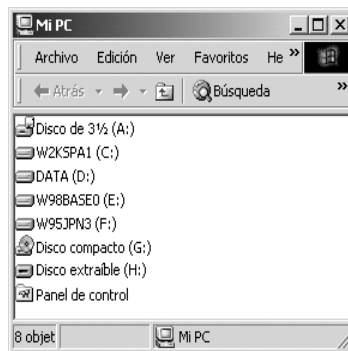 Mi PC
Archivo Edición Ver Favoritos He »
Atrás Búsqueda »
Disco de 3½ (A:)
W2KSPA1 (C:)
DATA (D:)
W98BASE0 (E:)
W95JPN3 (F:)
Disco compacto (G:)
Disco extraíble (H:)
Panel de control
8 objet Mi PC